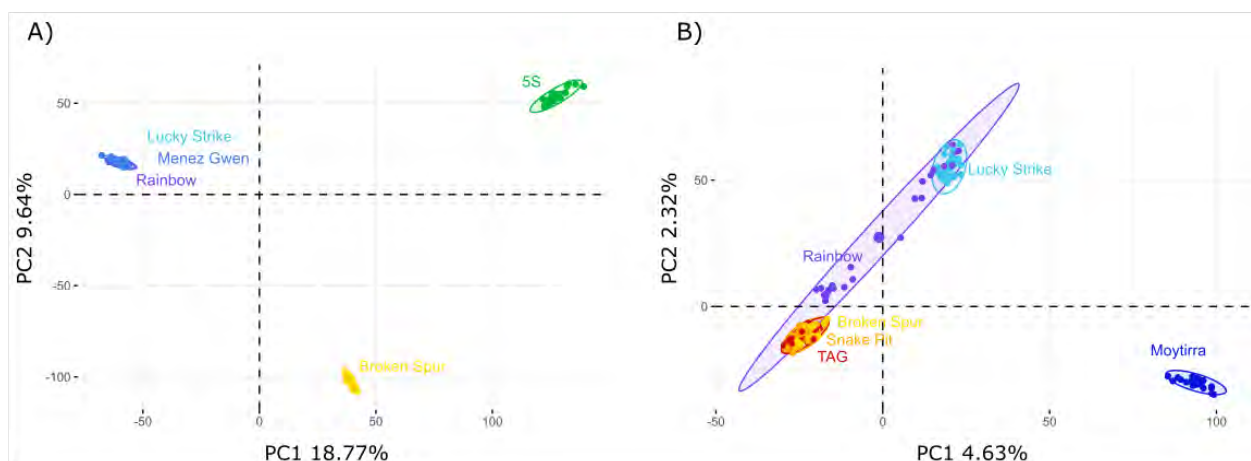 A)
5S
50
Lucky Strike
Menez Gwen
Rainbow
0
PC2 9.64%
-50
Broken Spur
-100
-50
0
50
100
PC1 18.77%
B)
50
Lucky Strike
PC2 2.32%
Rainbow
0
Broken Spur
Snake Pit
TAG
Moytirra
-50
0
50
100
PC1 4.63%